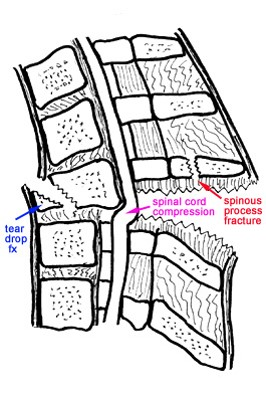 tear
drop
fx
spinal cord
compression
spinous
process
fracture